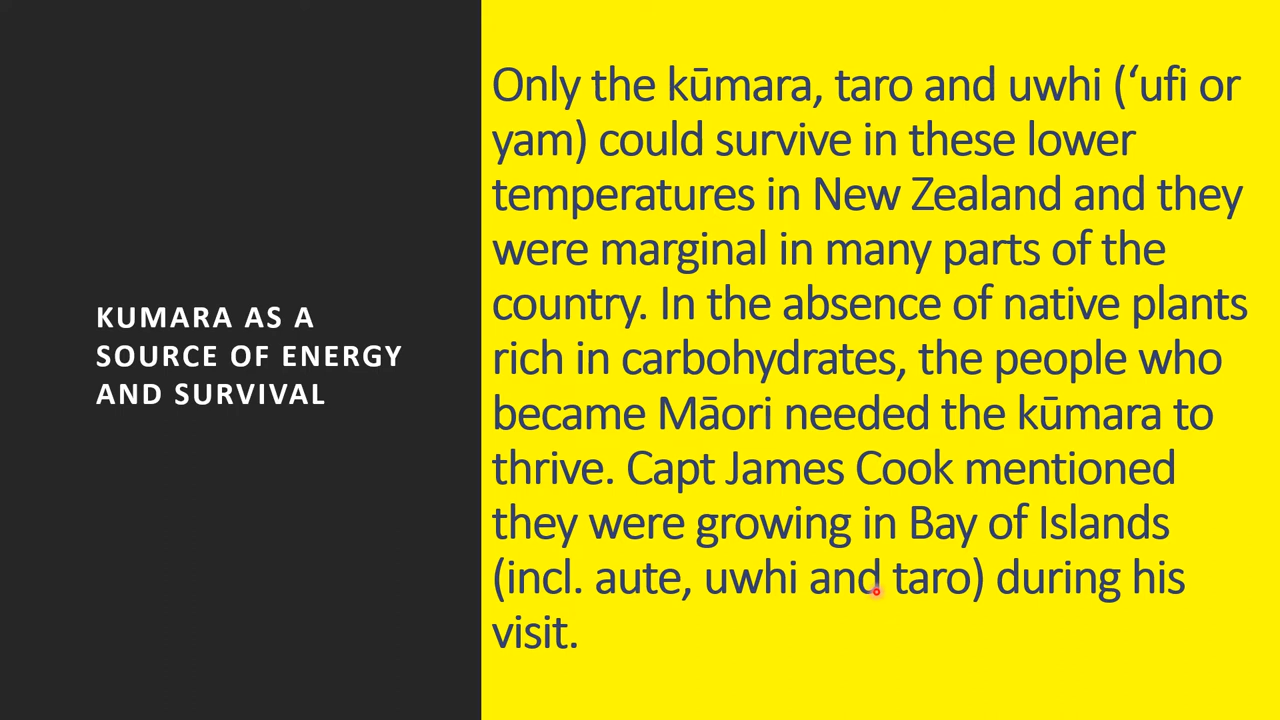 KUMARA AS A
SOURCE OF ENERGY
AND SURVIVAL
Only the kūmara, taro and uwhi (‘ufi or
yam) could survive in these lower
temperatures in New Zealand and they
were marginal in many parts of the
country. In the absence of native plants
rich in carbohydrates, the people who
became Māori needed the kūmara to
thrive. Capt James Cook mentioned
they were growing in Bay of Islands
(incl. aute, uwhi and taro) during his
visit.